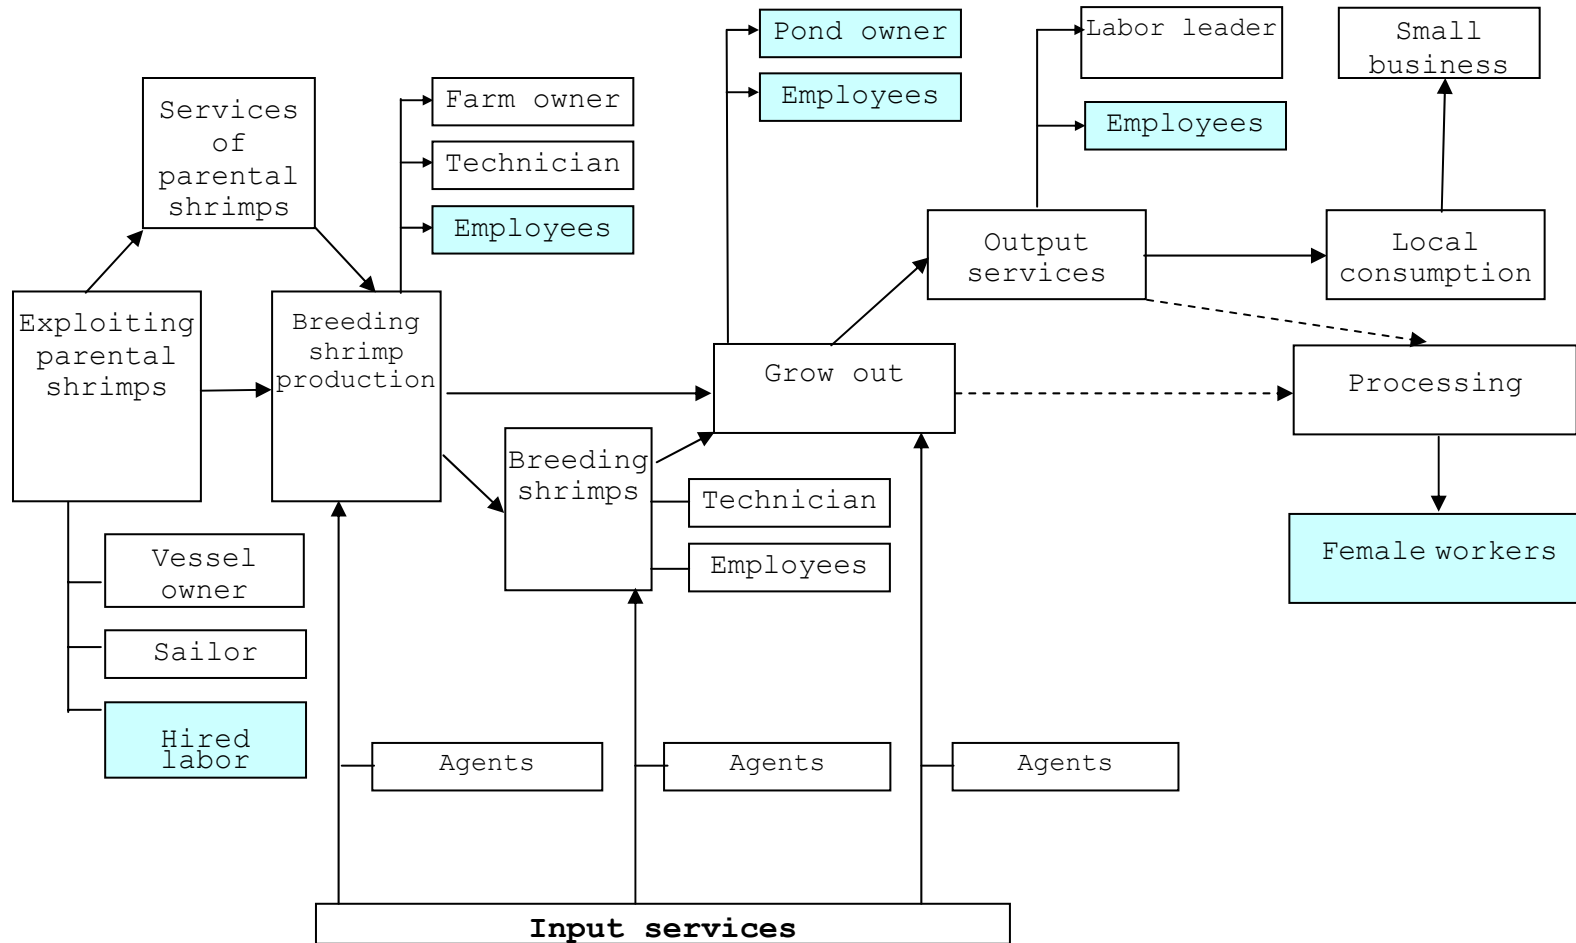 Pond owner
Labor leader
Small
business
Employees
Farm owner
Services
of
parental
shrimps
Employees
Technician
Employees
Output
services
Local
consumption
Exploiting
parental
shrimps
Breeding
shrimp
production
Grow out
Processing
Breeding
shrimps
Technician
Employees
Female workers
Vessel
owner
Sailor
Hired
labor
Agents
Agents
Agents
Input services